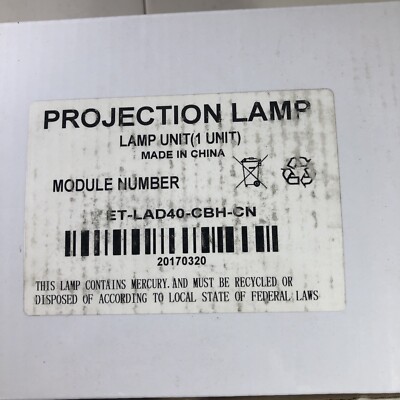 PROJECTION LAMP
LAMP UNIT(1 UNIT)
MADE IN CHINA
MODULE NUMBER
ET-LAD40-CBH-CN
20170320
THIS LAMP CONTAINS MERCURY.AND MUST BE RECYCLED OR
DISPOSED OF ACCORDING TO LOCAL STATE OF FEDERAL LAWS